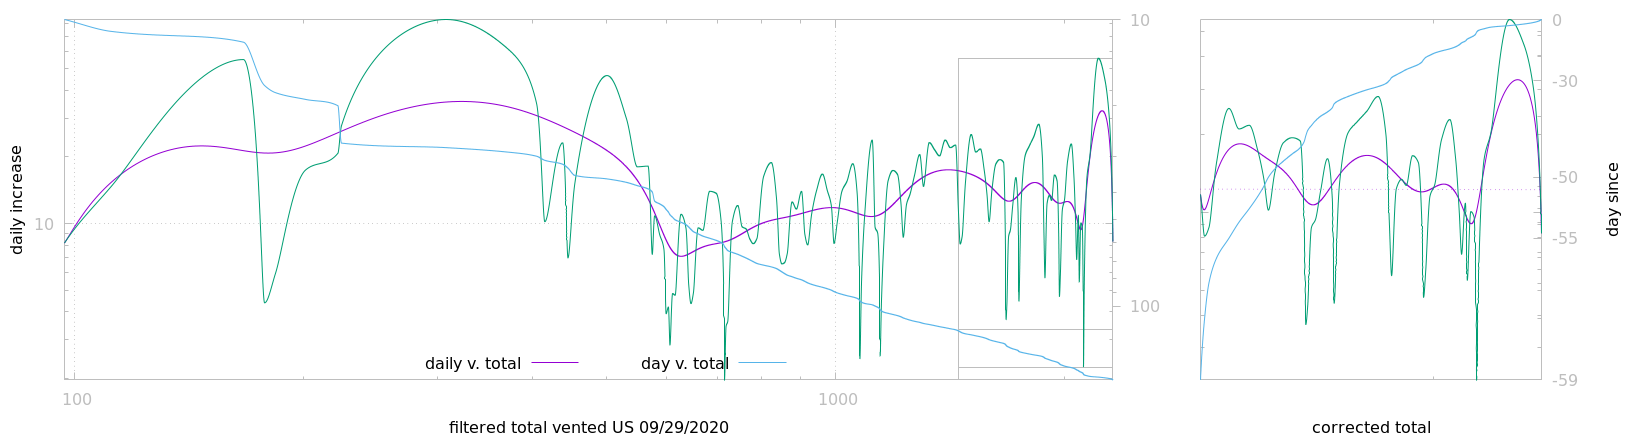 10
0
-30
daily increase
-50
day since
10
-55
100
daily v. total
day v. total
-59
100
1000
filtered total vented US 09/29/2020
corrected total